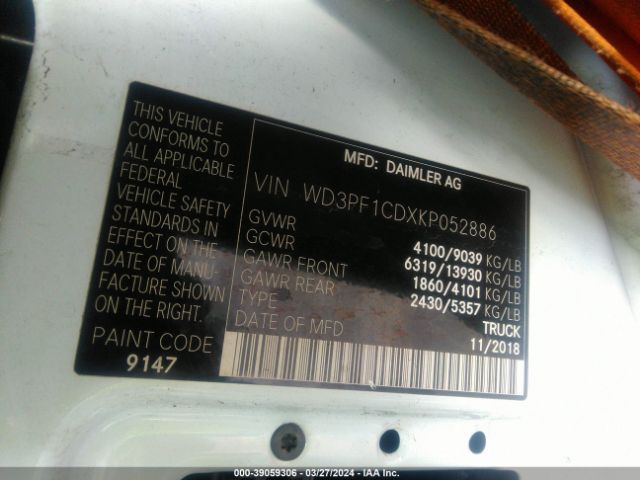 THIS VEHICLE
CONFORMS TO
ALL APPLICABLE
FEDERAL
VEHICLE SAFETY
STANDARDS IN
EFFECT ON THE
DATE OF MANU-
FACTURE SHOWN
ON THE RIGHT.
PAINT CODE
9147
MFD: DAIMLER AG
VIN WD3PF1CDXKP052886
GVWR 4100/9039 KG/LB
GCWR 6319/13930 KG/LB
GAWR FRONT 1860/4101 KG/LB
GAWR REAR 2430/5357 KG/LB
TYPE TRUCK
DATE OF MFD 11/2018
000-39059306 - 03/27/2024 - IAA Inc.